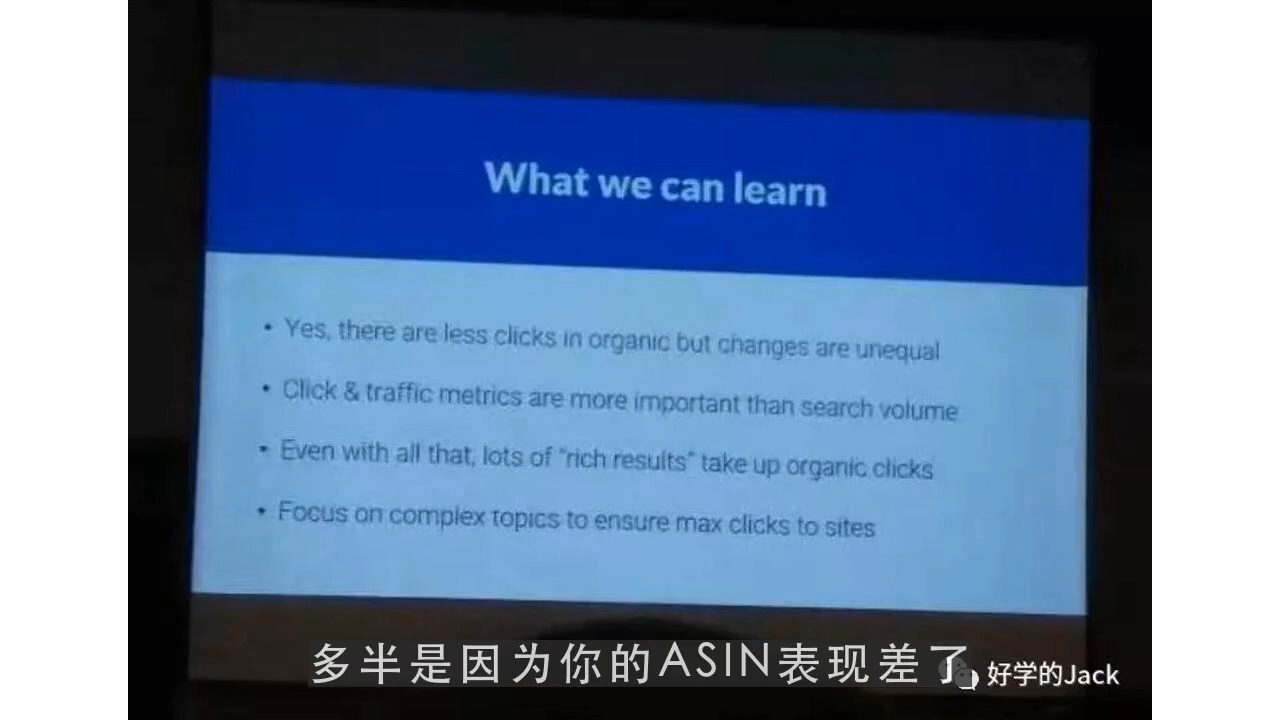 What we can learn
• Yes, there are less clicks in organic but changes are unequal
• Click & traffic metrics are more important than search volume
• Even with all that, lots of "rich results" take up organic clicks
• Focus on complex topics to ensure max clicks to sites
多半是因为你的ASIN表现差了
好学的Jack